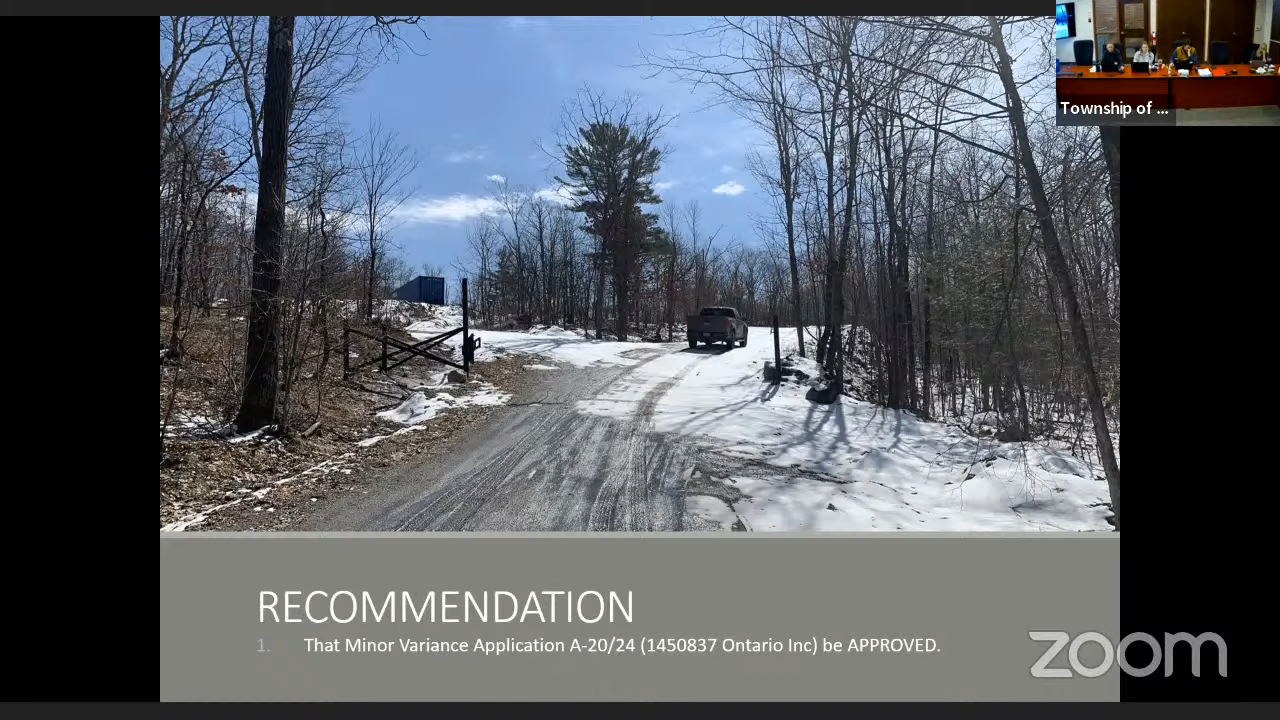 Township of ...
RECOMMENDATION
1. That Minor Variance Application A-20/24 (1450837 Ontario Inc) be APPROVED.
zoom